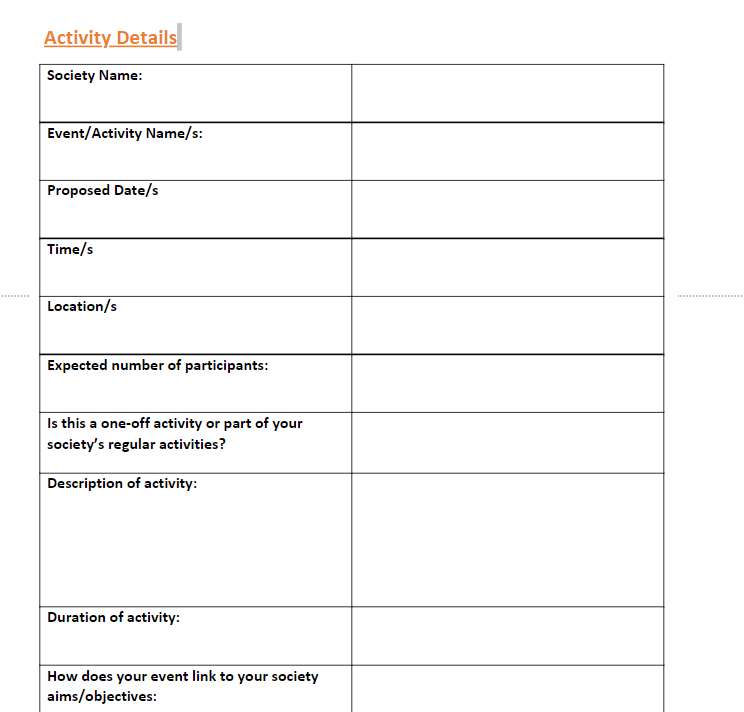 Activity Details
Society Name:
Event/Activity Name/s:
Proposed Date/s
Time/s
Location/s
Expected number of participants:
Is this a one-off activity or part of your
society’s regular activities?
Description of activity:
Duration of activity:
How does your event link to your society
aims/objectives: